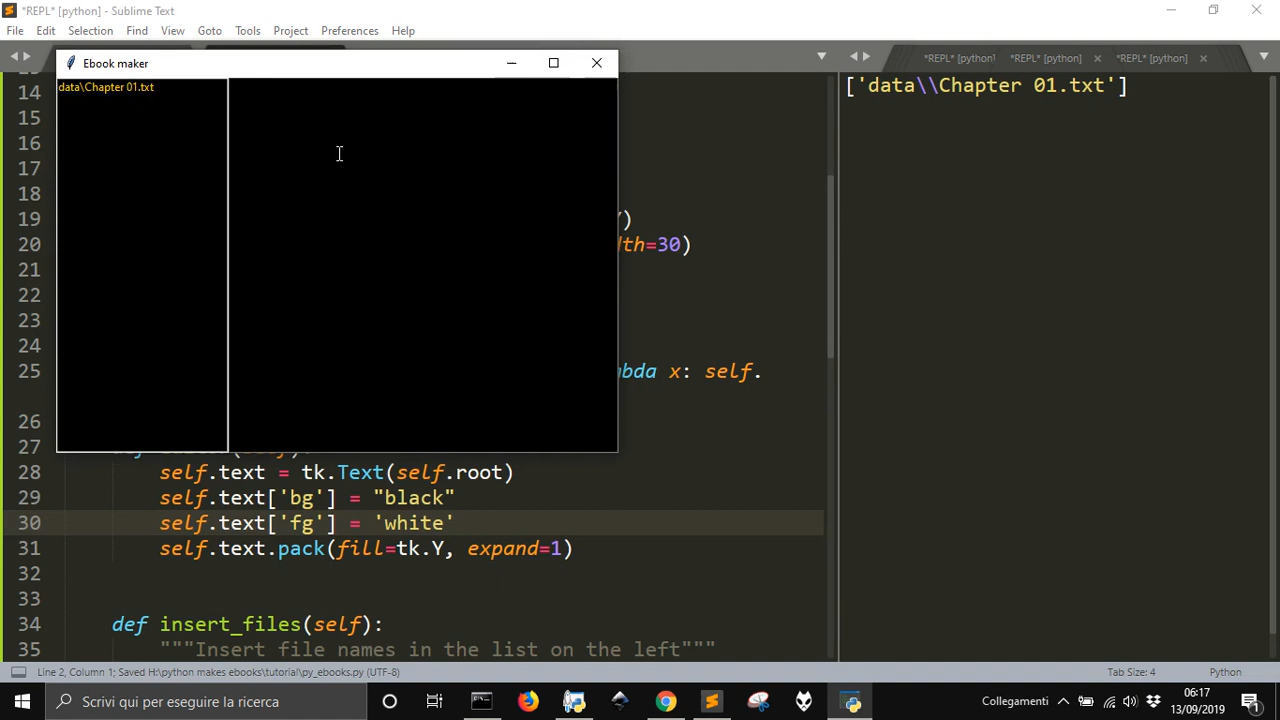 *REPL* [python] - Sublime Text
File Edit Selection Find View Goto Tools Project Preferences Help
*REPL* [python] *REPL* [python] *REPL* [python]
Ebook maker
data\Chapter 01.txt
['data\\Chapter 01.txt']
14
15
16
17
18
19 )
20 dth=30)
21
22
23
24
25 bda x: self.
26
27
28 self.text = tk.Text(self.root)
29 self.text['bg'] = "black"
30 self.text['fg'] = 'white'
31 self.text.pack(fill=tk.Y, expand=1)
32
33
34 def insert_files(self):
35 """Insert file names in the list on the left"""
Line 2, Column 1; Saved H:\python makes ebooks\tutorial\py_ebooks.py (UTF-8) Tab Size: 4 Python
Scrivi qui per eseguire la ricerca Collegamenti 06:17
13/09/2019